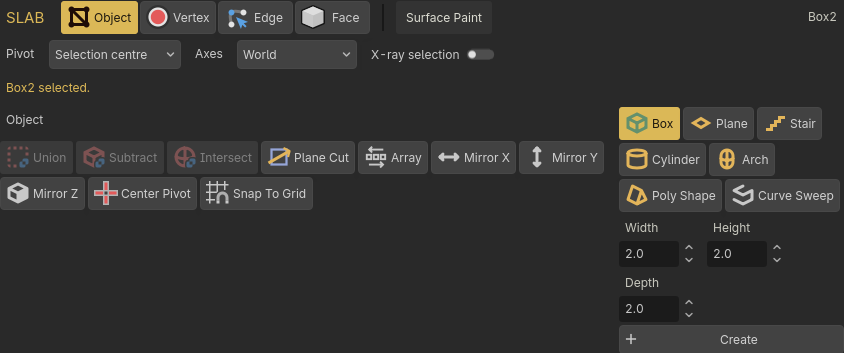 SLAB Object Vertex Edge Face Surface Paint Box2
Pivot Selection centre Axes World X-ray selection
Box2 selected.
Object
Union Subtract Intersect Plane Cut Array Mirror X Mirror Y
Mirror Z Center Pivot Snap To Grid
Box Plane Stair
Cylinder Arch
Poly Shape Curve Sweep
Width Height
2.0 2.0
Depth
2.0
+ Create